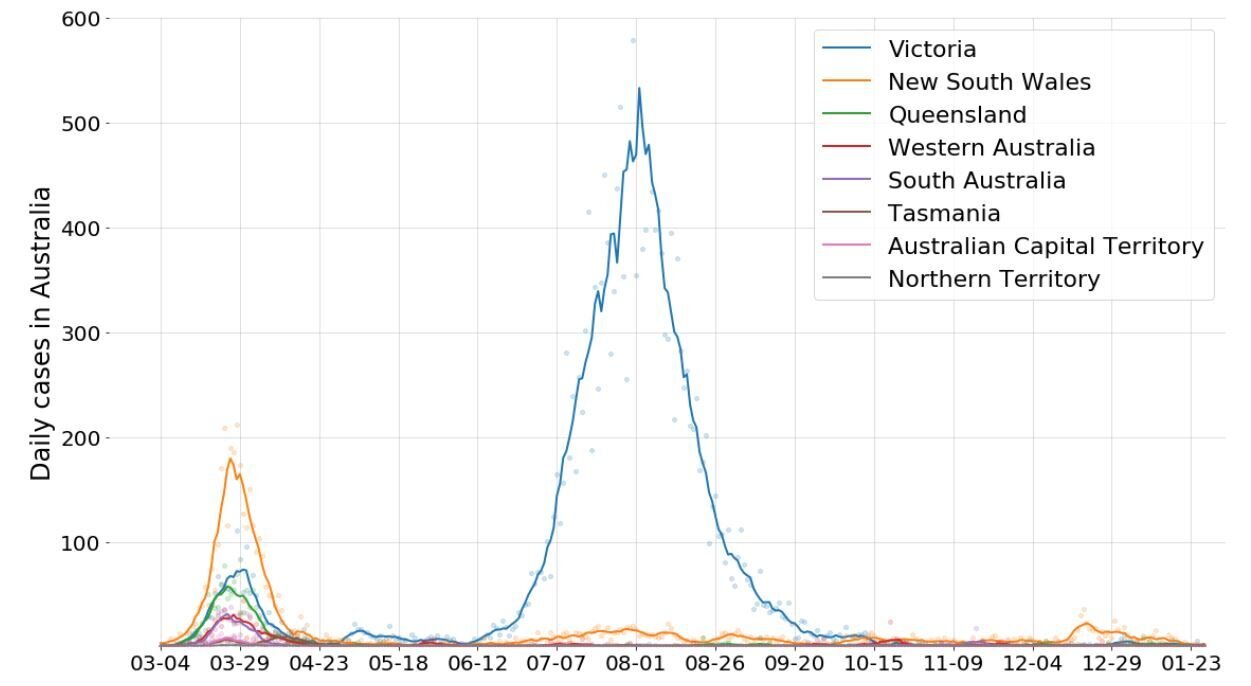 600
500
400
300
200
100
Daily cases in Australia
Victoria
New South Wales
Queensland
Western Australia
South Australia
Tasmania
Australian Capital Territory
Northern Territory
03-04 03-29 04-23 05-18 06-12 07-07 08-01 08-26 09-20 10-15 11-09 12-04 12-29 01-23